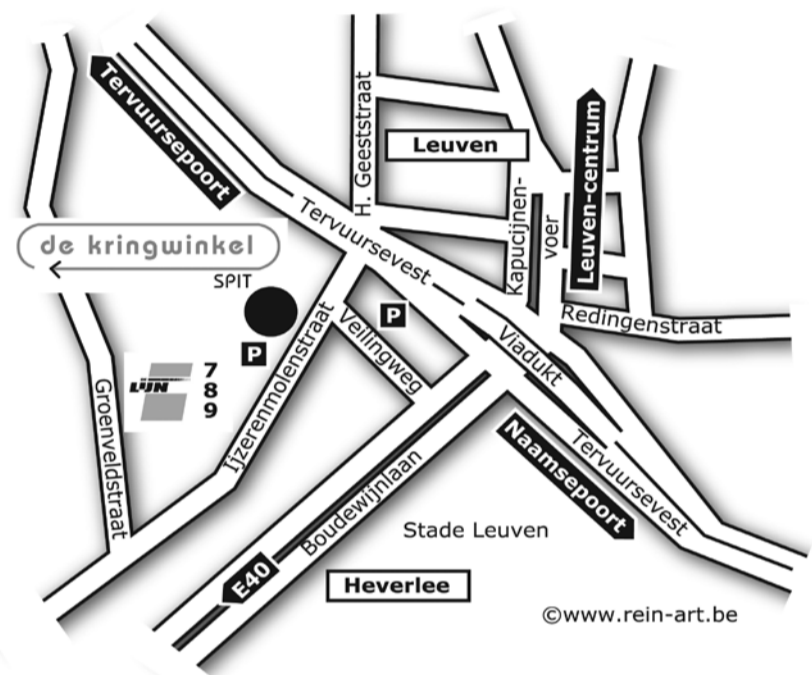 Tervuursepoort
H. Geeststraat
Leuven
Kapucijnen-
voer
Leuven-centrum
de kringwinkel
Tervuursevest
SPIT
P
P
Veilingweg
Viadukt
Redingenstraat
LIJN
7
8
9
Groenveldstraat
Ijzerenmolenstraat
Naamsepoort
Tervuursevest
Boudewijnlaan
Stade Leuven
E40
Heverlee
©www.rein-art.be